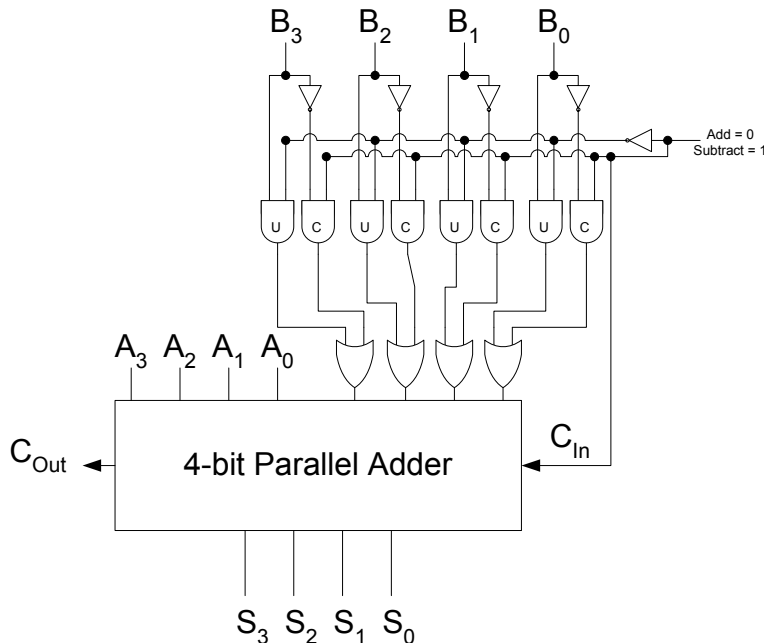 B3 B2 B1 B0
Add = 0
Subtract = 1
U C U C U C U C
A3 A2 A1 A0
COut
4-bit Parallel Adder
CIn
S3 S2 S1 S0